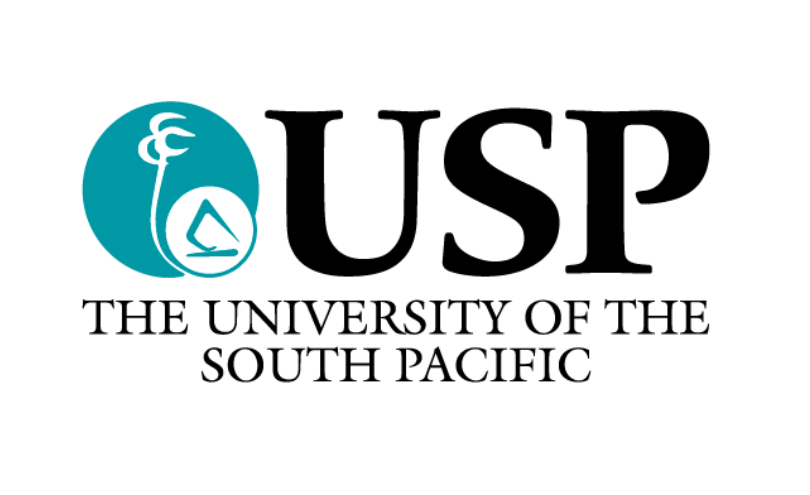 USP
THE UNIVERSITY OF THE
SOUTH PACIFIC